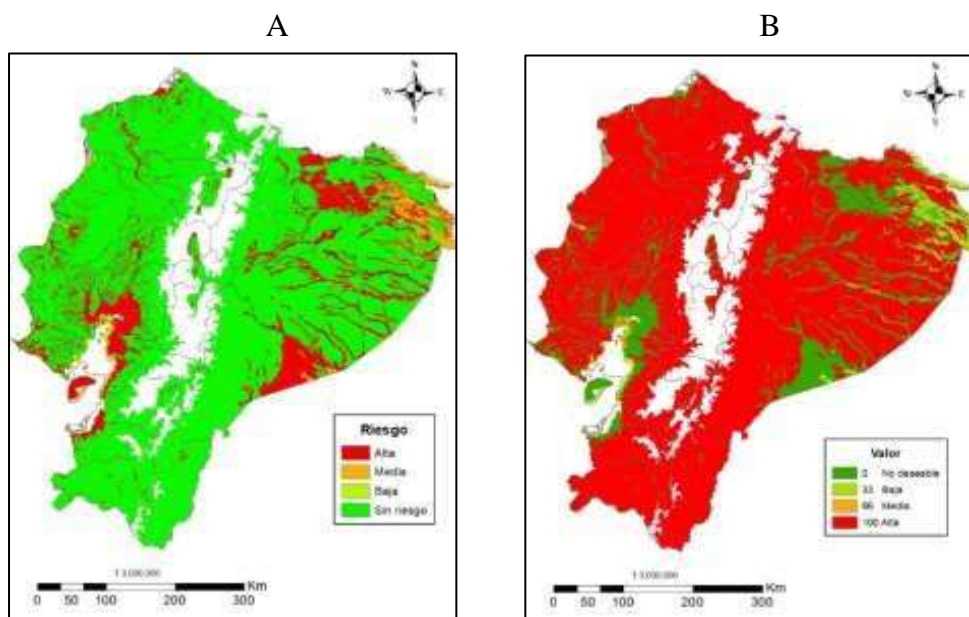 A
B
N
W E
S
N
W E
S
Riesgo
Alta
Media
Baja
Sin riesgo
Valor
0 No deseable
33 Baja
66 Media
100 Alta
Km
0 50 100 200 300
Km
0 50 100 200 300